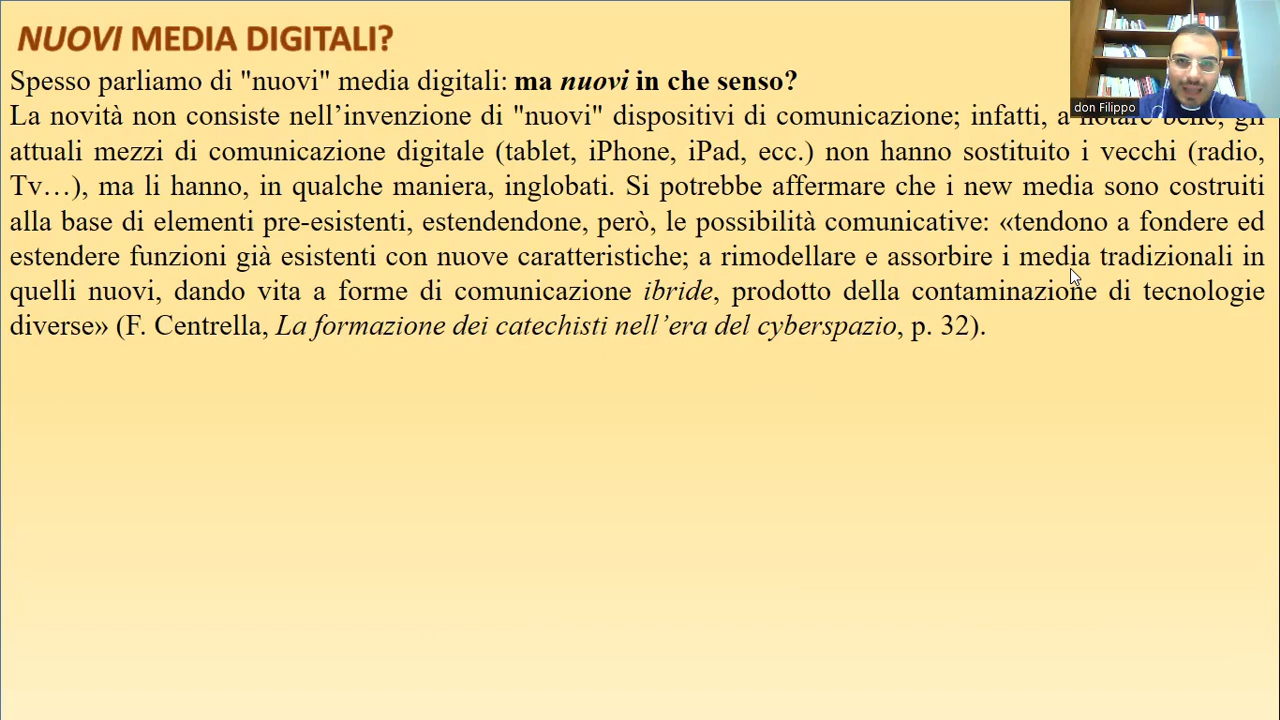 NUOVI MEDIA DIGITALI?
don Filippo
Spesso parliamo di "nuovi" media digitali: ma nuovi in che senso?
La novità non consiste nell’invenzione di "nuovi" dispositivi di comunicazione; infatti, a notare bene, gli
attuali mezzi di comunicazione digitale (tablet, iPhone, iPad, ecc.) non hanno sostituito i vecchi (radio,
Tv…), ma li hanno, in qualche maniera, inglobati. Si potrebbe affermare che i new media sono costruiti
alla base di elementi pre-esistenti, estendendone, però, le possibilità comunicative: «tendono a fondere ed
estendere funzioni già esistenti con nuove caratteristiche; a rimodellare e assorbire i media tradizionali in
quelli nuovi, dando vita a forme di comunicazione ibride, prodotto della contaminazione di tecnologie
diverse» (F. Centrella, La formazione dei catechisti nell’era del cyberspazio, p. 32).